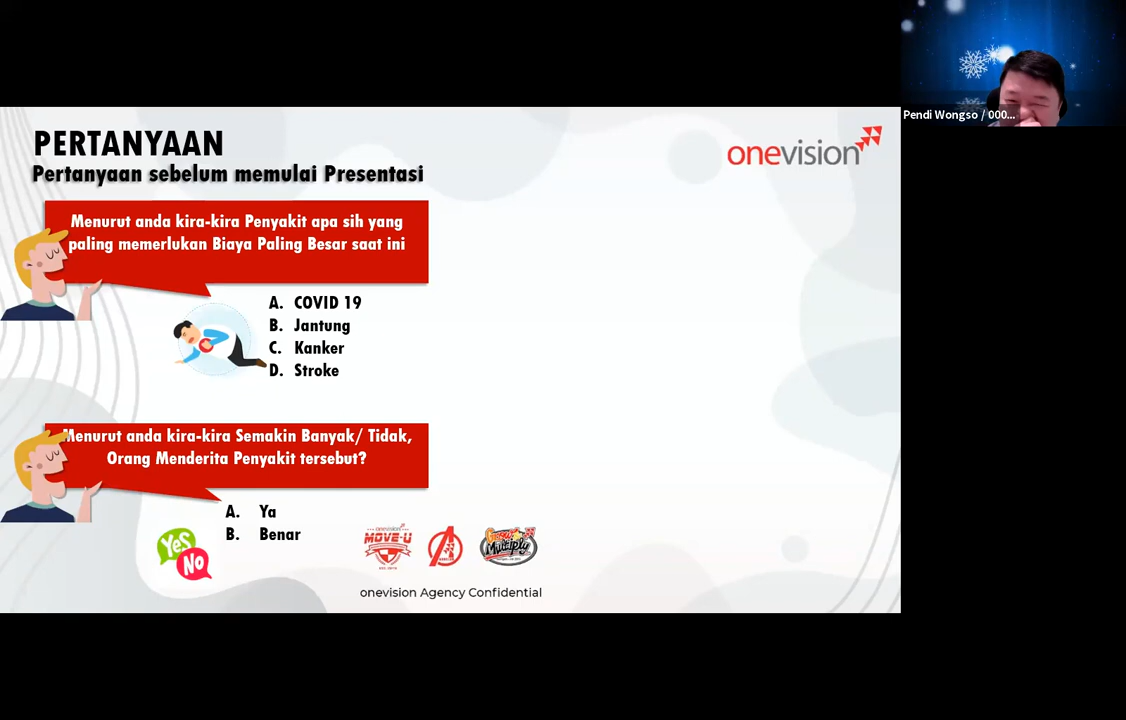 Pendi Wongso / 000...
PERTANYAAN
Pertanyaan sebelum memulai Presentasi
onevision
Menurut anda kira-kira Penyakit apa sih yang
paling memerlukan Biaya Paling Besar saat ini
A. COVID 19
B. Jantung
C. Kanker
D. Stroke
Menurut anda kira-kira Semakin Banyak/ Tidak,
Orang Menderita Penyakit tersebut?
A. Ya
B. Benar
YES
NO
onevision
MOVE-U
Multiply
onevision Agency Confidential